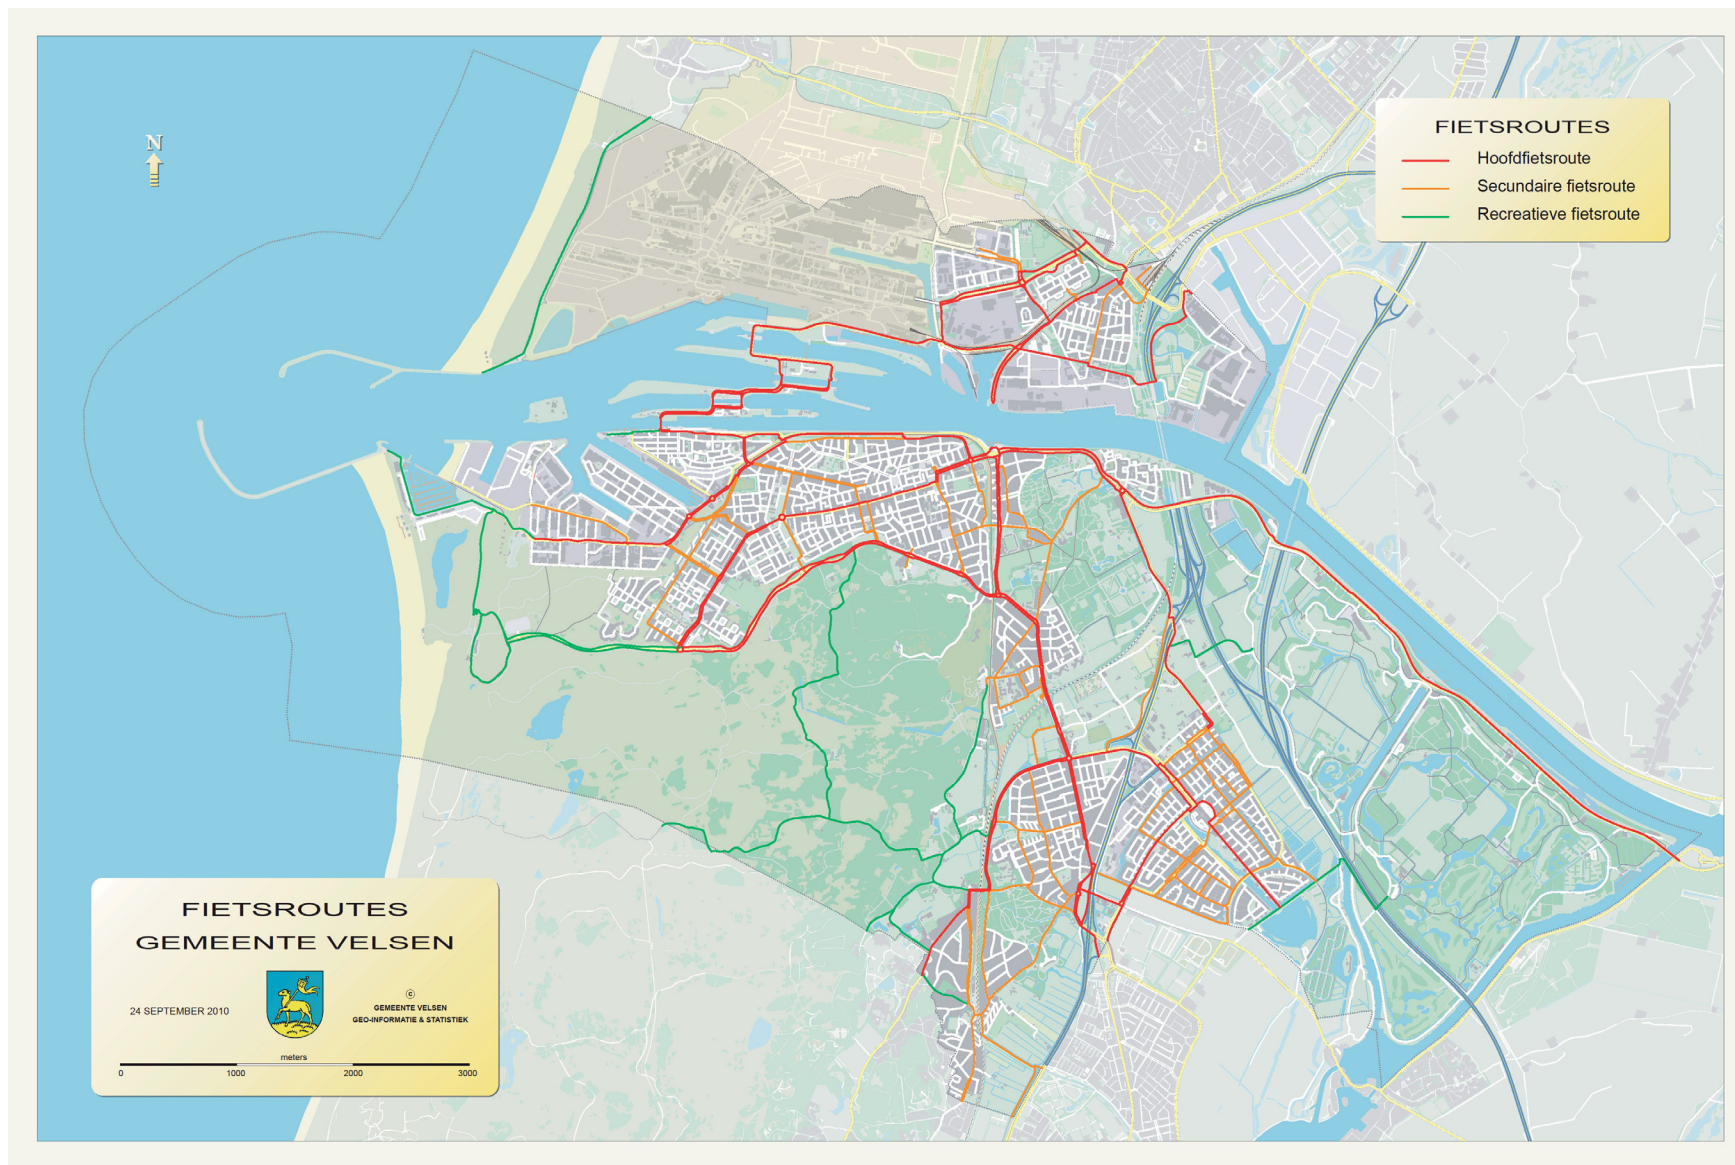 N
FIETSROUTES
Hoofdfietsroute
Secundaire fietsroute
Recreatieve fietsroute
FIETSROUTES
GEMEENTE VELSEN
24 SEPTEMBER 2010
©
GEMEENTE VELSEN
GEO-INFORMATIE & STATISTIEK
meters
0 1000 2000 3000